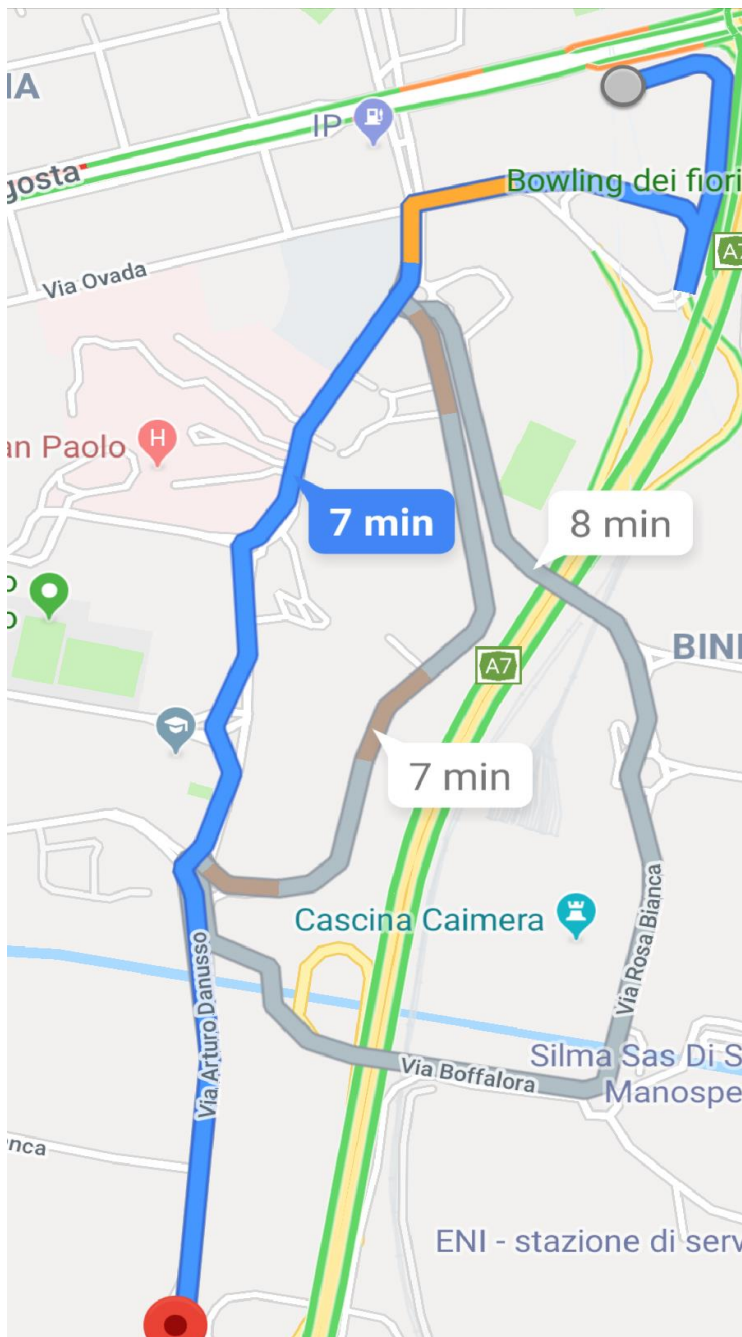 IA
IP
gosta
Bowling dei fiori
A7
Via Ovada
an Paolo
H
7 min
8 min
o
o
BINI
A7
7 min
Cascina Caimera
Via Rosa Bianca
Via Arturo Danusso
Silma Sas Di S
Via Boffalora
Manospe
nca
ENI - stazione di serv